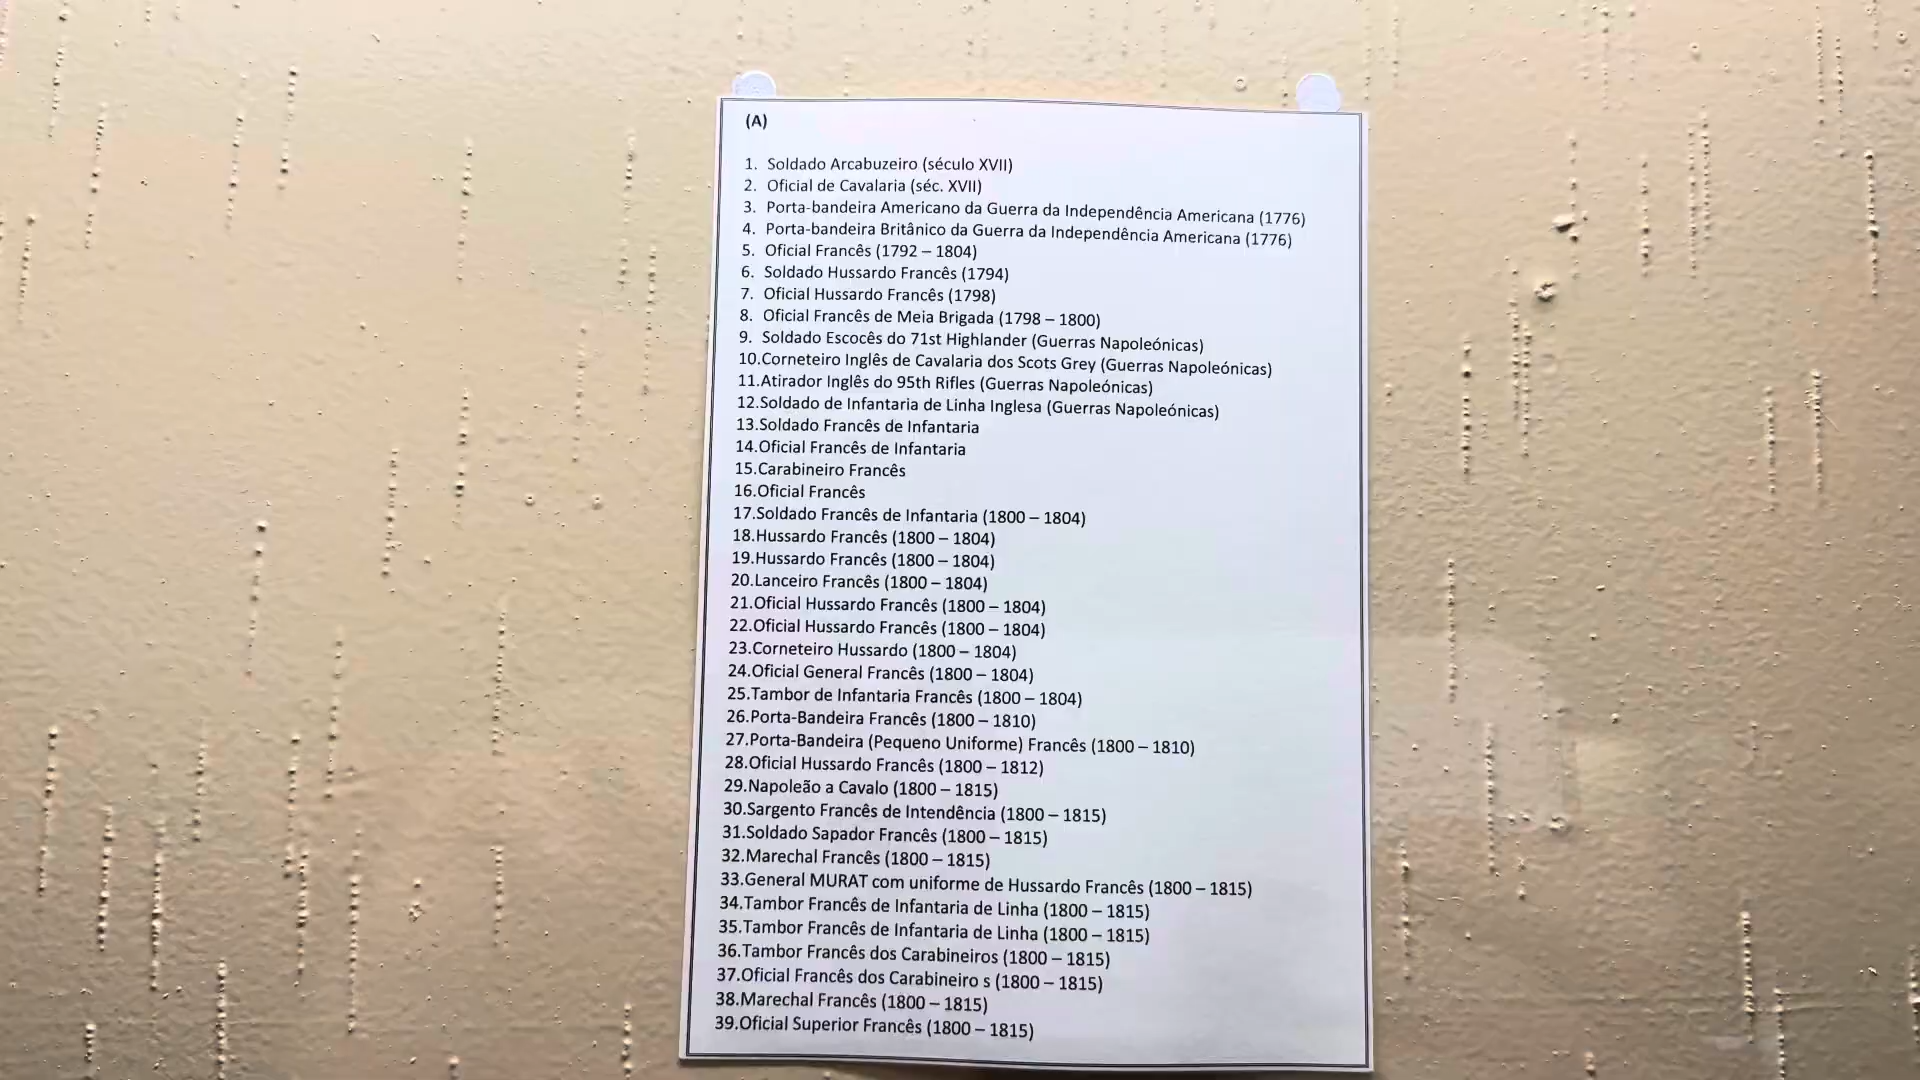 (A)
1. Soldado Arcabuzeiro (século XVII)
2. Oficial de Cavalaria (séc. XVII)
3. Porta-bandeira Americano da Guerra da Independência Americana (1776)
4. Porta-bandeira Britânico da Guerra da Independência Americana (1776)
5. Oficial Francês (1792 – 1804)
6. Soldado Hussardo Francês (1794)
7. Oficial Hussardo Francês (1798)
8. Oficial Francês de Meia Brigada (1798 – 1800)
9. Soldado Escocês do 71st Highlander (Guerras Napoleónicas)
10.Corneteiro Inglês de Cavalaria dos Scots Grey (Guerras Napoleónicas)
11.Atirador Inglês do 95th Rifles (Guerras Napoleónicas)
12.Soldado de Infantaria de Linha Inglesa (Guerras Napoleónicas)
13.Soldado Francês de Infantaria
14.Oficial Francês de Infantaria
15.Carabineiro Francês
16.Oficial Francês
17.Soldado Francês de Infantaria (1800 – 1804)
18.Hussardo Francês (1800 – 1804)
19.Hussardo Francês (1800 – 1804)
20.Lanceiro Francês (1800 – 1804)
21.Oficial Hussardo Francês (1800 – 1804)
22.Oficial Hussardo Francês (1800 – 1804)
23.Corneteiro Hussardo (1800 – 1804)
24.Oficial General Francês (1800 – 1804)
25.Tambor de Infantaria Francês (1800 – 1804)
26.Porta-Bandeira Francês (1800 – 1810)
27.Porta-Bandeira (Pequeno Uniforme) Francês (1800 – 1810)
28.Oficial Hussardo Francês (1800 – 1812)
29.Napoleão a Cavalo (1800 – 1815)
30.Sargento Francês de Intendência (1800 – 1815)
31.Soldado Sapador Francês (1800 – 1815)
32.Marechal Francês (1800 – 1815)
33.General MURAT com uniforme de Hussardo Francês (1800 – 1815)
34.Tambor Francês de Infantaria de Linha (1800 – 1815)
35.Tambor Francês de Infantaria de Linha (1800 – 1815)
36.Tambor Francês dos Carabineiros (1800 – 1815)
37.Oficial Francês dos Carabineiro s (1800 – 1815)
38.Marechal Francês (1800 – 1815)
39.Oficial Superior Francês (1800 – 1815)